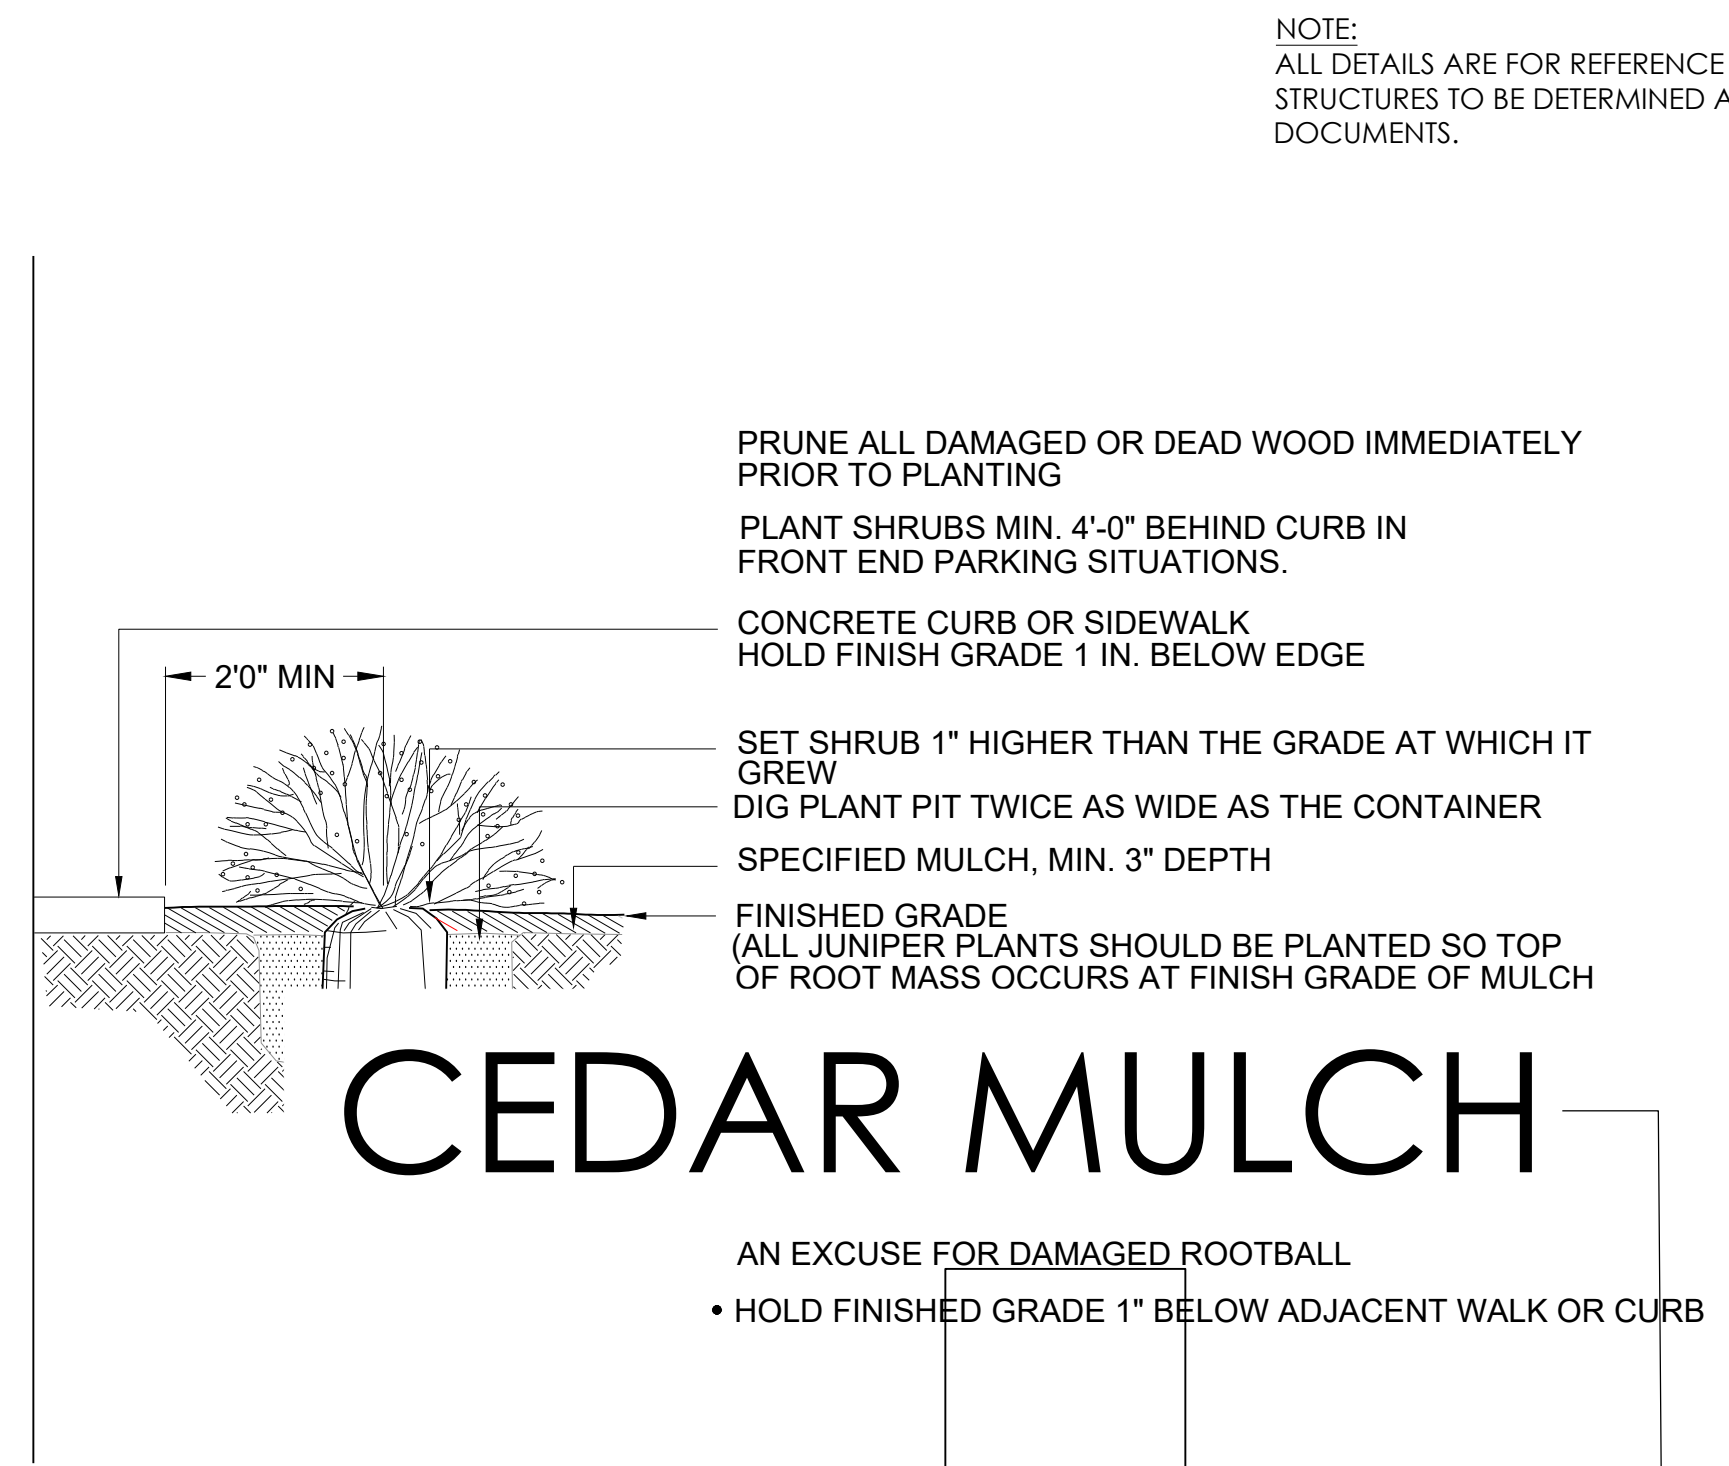 NOTE:
ALL DETAILS ARE FOR REFERENCE
STRUCTURES TO BE DETERMINED A
DOCUMENTS.
PRUNE ALL DAMAGED OR DEAD WOOD IMMEDIATELY
PRIOR TO PLANTING
PLANT SHRUBS MIN. 4'-0" BEHIND CURB IN
FRONT END PARKING SITUATIONS.
CONCRETE CURB OR SIDEWALK
HOLD FINISH GRADE 1 IN. BELOW EDGE
2'0" MIN
SET SHRUB 1" HIGHER THAN THE GRADE AT WHICH IT
GREW
DIG PLANT PIT TWICE AS WIDE AS THE CONTAINER
SPECIFIED MULCH, MIN. 3" DEPTH
FINISHED GRADE
(ALL JUNIPER PLANTS SHOULD BE PLANTED SO TOP
OF ROOT MASS OCCURS AT FINISH GRADE OF MULCH
CEDAR MULCH
AN EXCUSE FOR DAMAGED ROOTBALL
• HOLD FINISHED GRADE 1" BELOW ADJACENT WALK OR CURB